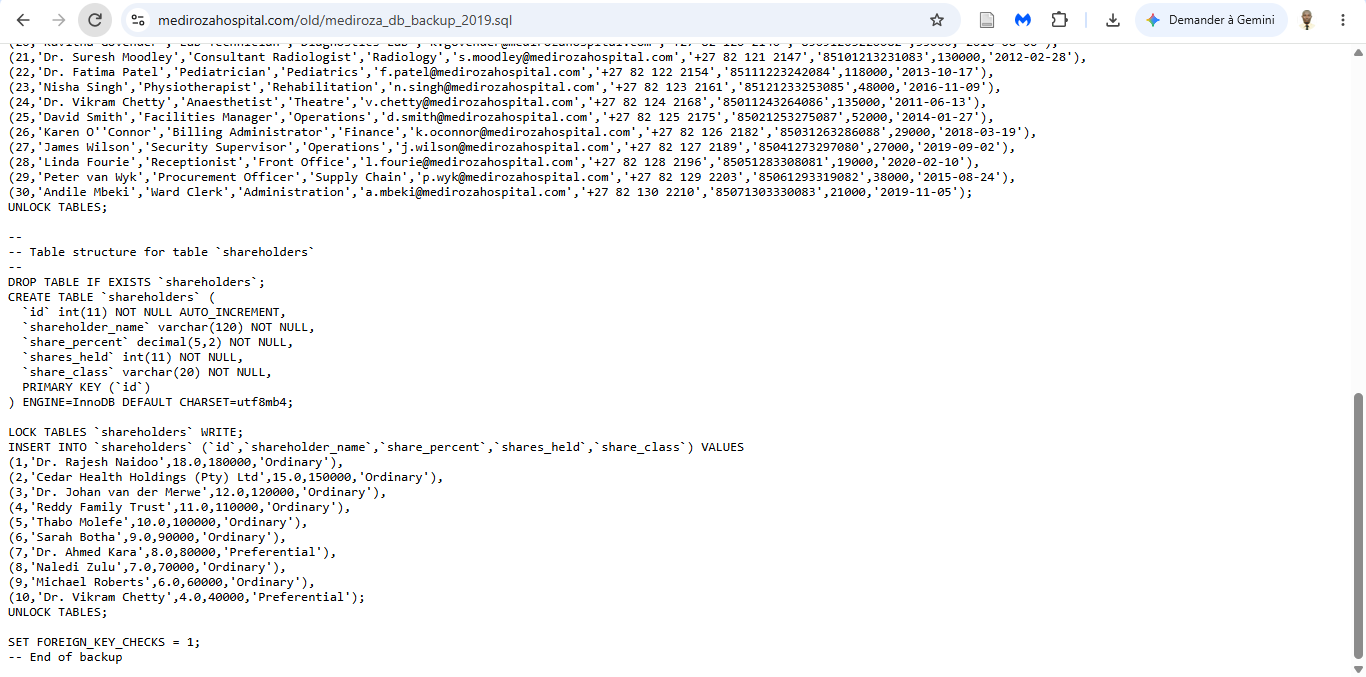 medirozahospital.com/old/mediroza_db_backup_2019.sql
Demander à Gemini
(21,'Dr. Suresh Moodley','Consultant Radiologist','Radiology','s.moodley@medirozahospital.com','+27 82 121 2147','85101213231083',130000,'2012-02-28'),
(22,'Dr. Fatima Patel','Pediatrician','Pediatrics','f.patel@medirozahospital.com','+27 82 122 2154','85111223242084',118000,'2013-10-17'),
(23,'Nisha Singh','Physiotherapist','Rehabilitation','n.singh@medirozahospital.com','+27 82 123 2161','85121233253085',48000,'2016-11-09'),
(24,'Dr. Vikram Chetty','Anaesthetist','Theatre','v.chetty@medirozahospital.com','+27 82 124 2168','85011243264086',135000,'2011-06-13'),
(25,'David Smith','Facilities Manager','Operations','d.smith@medirozahospital.com','+27 82 125 2175','85021253275087',52000,'2014-01-27'),
(26,'Karen O''Connor','Billing Administrator','Finance','k.oconnor@medirozahospital.com','+27 82 126 2182','85031263286088',29000,'2018-03-19'),
(27,'James Wilson','Security Supervisor','Operations','j.wilson@medirozahospital.com','+27 82 127 2189','85041273297080',27000,'2019-09-02'),
(28,'Linda Fourie','Receptionist','Front Office','l.fourie@medirozahospital.com','+27 82 128 2196','85051283308081',19000,'2020-02-10'),
(29,'Peter van Wyk','Procurement Officer','Supply Chain','p.wyk@medirozahospital.com','+27 82 129 2203','85061293319082',38000,'2015-08-24'),
(30,'Andile Mbeki','Ward Clerk','Administration','a.mbeki@medirozahospital.com','+27 82 130 2210','85071303330083',21000,'2019-11-05');
UNLOCK TABLES;
--
-- Table structure for table `shareholders`
--
DROP TABLE IF EXISTS `shareholders`;
CREATE TABLE `shareholders` (
`id` int(11) NOT NULL AUTO_INCREMENT,
`shareholder_name` varchar(120) NOT NULL,
`share_percent` decimal(5,2) NOT NULL,
`shares_held` int(11) NOT NULL,
`share_class` varchar(20) NOT NULL,
PRIMARY KEY (`id`)
) ENGINE=InnoDB DEFAULT CHARSET=utf8mb4;
LOCK TABLES `shareholders` WRITE;
INSERT INTO `shareholders` (`id`,`shareholder_name`,`share_percent`,`shares_held`,`share_class`) VALUES
(1,'Dr. Rajesh Naidoo',18.0,180000,'Ordinary'),
(2,'Cedar Health Holdings (Pty) Ltd',15.0,150000,'Ordinary'),
(3,'Dr. Johan van der Merwe',12.0,120000,'Ordinary'),
(4,'Reddy Family Trust',11.0,110000,'Ordinary'),
(5,'Thabo Molefe',10.0,100000,'Ordinary'),
(6,'Sarah Botha',9.0,90000,'Ordinary'),
(7,'Dr. Ahmed Kara',8.0,80000,'Preferential'),
(8,'Naledi Zulu',7.0,70000,'Ordinary'),
(9,'Michael Roberts',6.0,60000,'Ordinary'),
(10,'Dr. Vikram Chetty',4.0,40000,'Preferential');
UNLOCK TABLES;
SET FOREIGN_KEY_CHECKS = 1;
-- End of backup